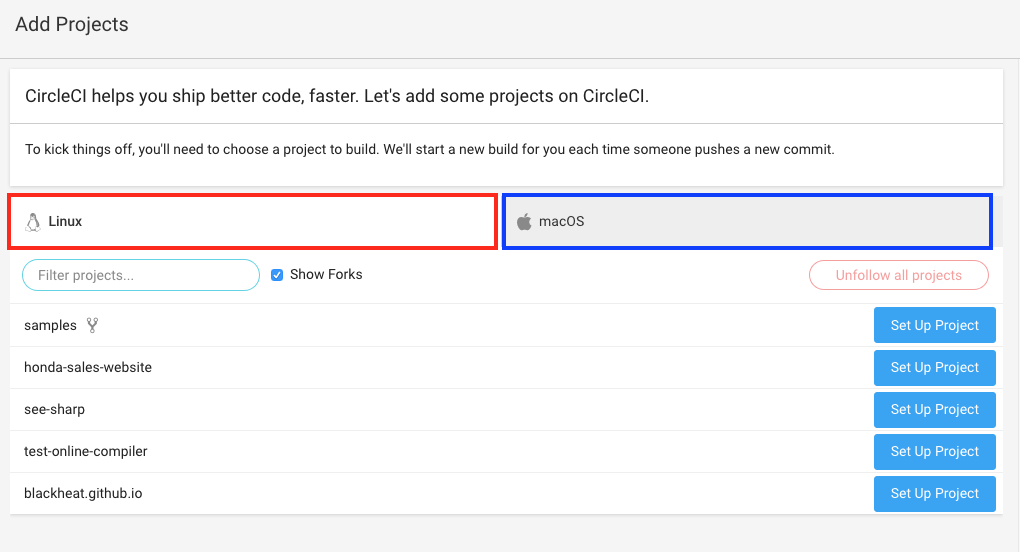 Add Projects
CircleCI helps you ship better code, faster. Let's add some projects on CircleCI.
To kick things off, you'll need to choose a project to build. We'll start a new build for you each time someone pushes a new commit.
Linux
macOS
Filter projects...
Show Forks
Unfollow all projects
samples
Set Up Project
honda-sales-website
Set Up Project
see-sharp
Set Up Project
test-online-compiler
Set Up Project
blackheat.github.io
Set Up Project